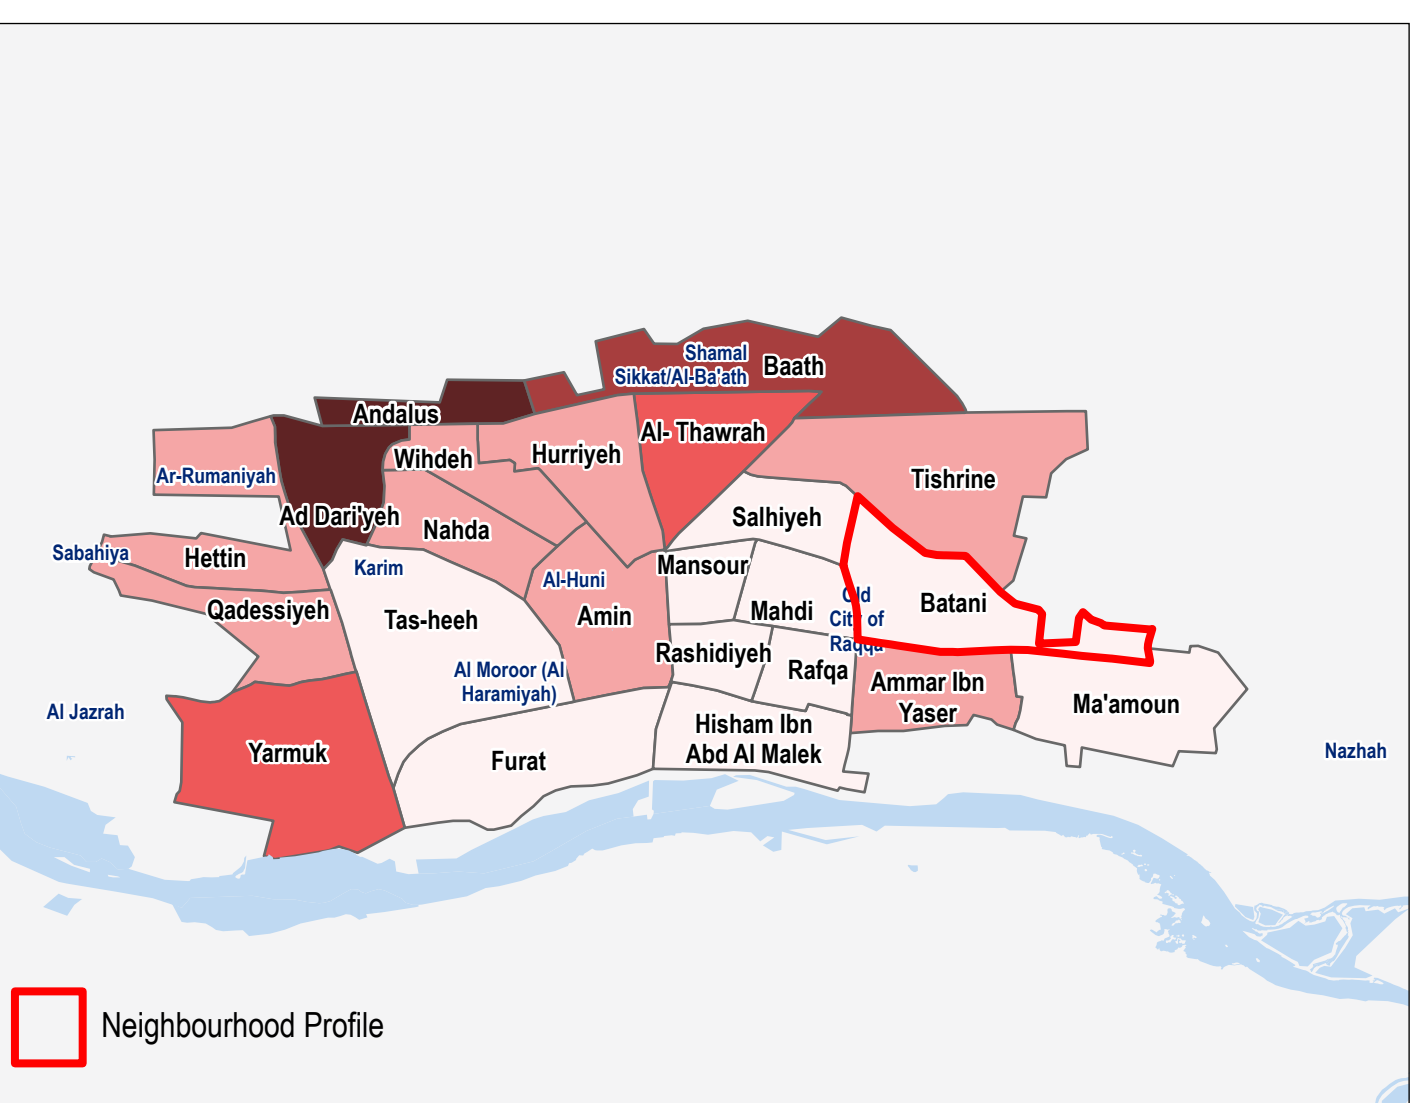 Shamal
Sikkat/Al-Ba'ath
Baath
Andalus
Al- Thawrah
Hurriyeh
Wihdeh
Ar-Rumaniyah
Tishrine
Ad Dari'yeh
Salhiyeh
Nahda
Sabahiya
Hettin
Karim
Mansour
Al-Huni
Old
City of
Raqqa
Batani
Qadessiyeh
Tas-heeh
Amin
Mahdi
Rashidiyeh
Rafqa
Al Moroor (Al
Haramiyah)
Ammar Ibn
Yaser
Ma'amoun
Al Jazrah
Hisham Ibn
Abd Al Malek
Yarmuk
Furat
Nazhah
Neighbourhood Profile